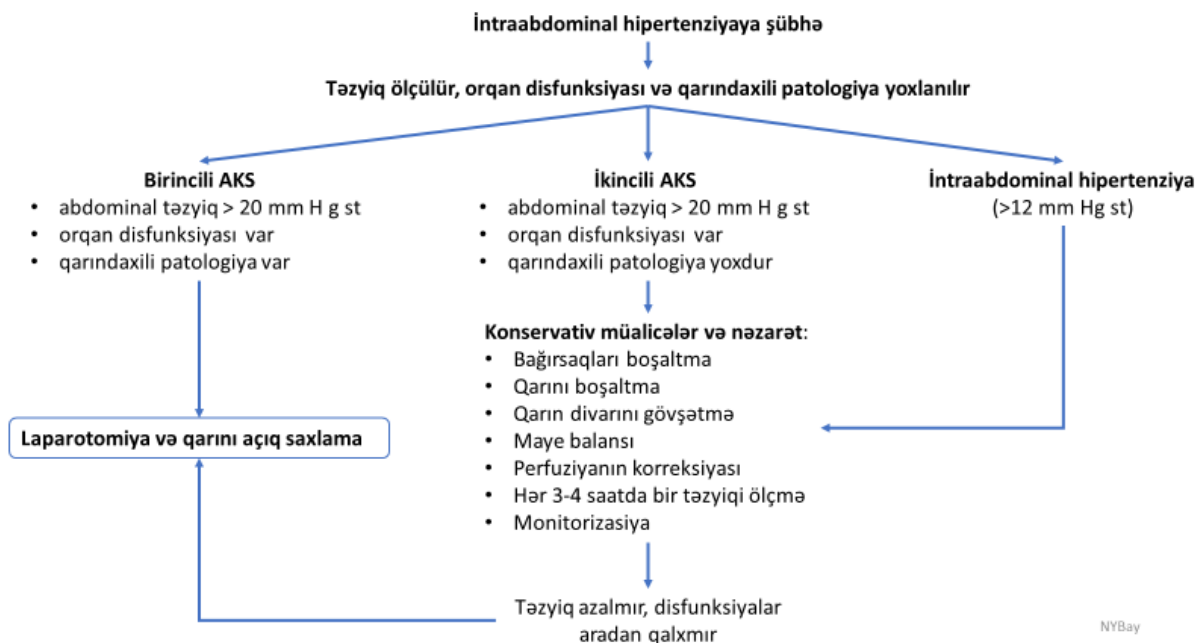 İntraabdominal hipertenziyaya şübhə
Təzyiq ölçülür, orqan disfunksiyası və qarındaxili patologiya yoxlanılır
Birincili AKS
• abdominal təzyiq > 20 mm H g st
• orqan disfunksiyası var
• qarındaxili patologiya var
İkincili AKS
• abdominal təzyiq > 20 mm H g st
• orqan disfunksiyası var
• qarındaxili patologiya yoxdur
İntraabdominal hipertenziya
(>12 mm Hg st)
Konservativ müalicələr və nəzarət:
• Bağırsaqları boşaltma
• Qarını boşaltma
• Qarın divarını gövşətmə
• Maye balansı
• Perfuziyanın korreksiyası
• Hər 3-4 saatda bir təzyiqi ölçmə
• Monitorizasiya
Laparotomiya və qarını açıq saxlama
Təzyiq azalmır, disfunksiyalar
aradan qalxmır
NYBay